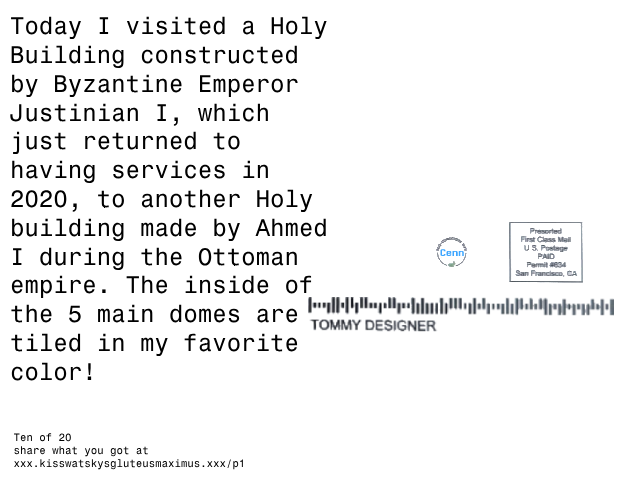 Today I visited a Holy
Building constructed
by Byzantine Emperor
Justinian I, which
just returned to
having services in
2020, to another Holy
building made by Ahmed
I during the Ottoman
empire. The inside of
the 5 main domes are
tiled in my favorite
color!
Cenn
Presorted
First Class Mail
U.S. Postage
PAID
Permit #634
San Francisco, CA
TOMMY DESIGNER
Ten of 20
share what you got at
xxx.kisswatskysgluteusmaximus.xxx/p1